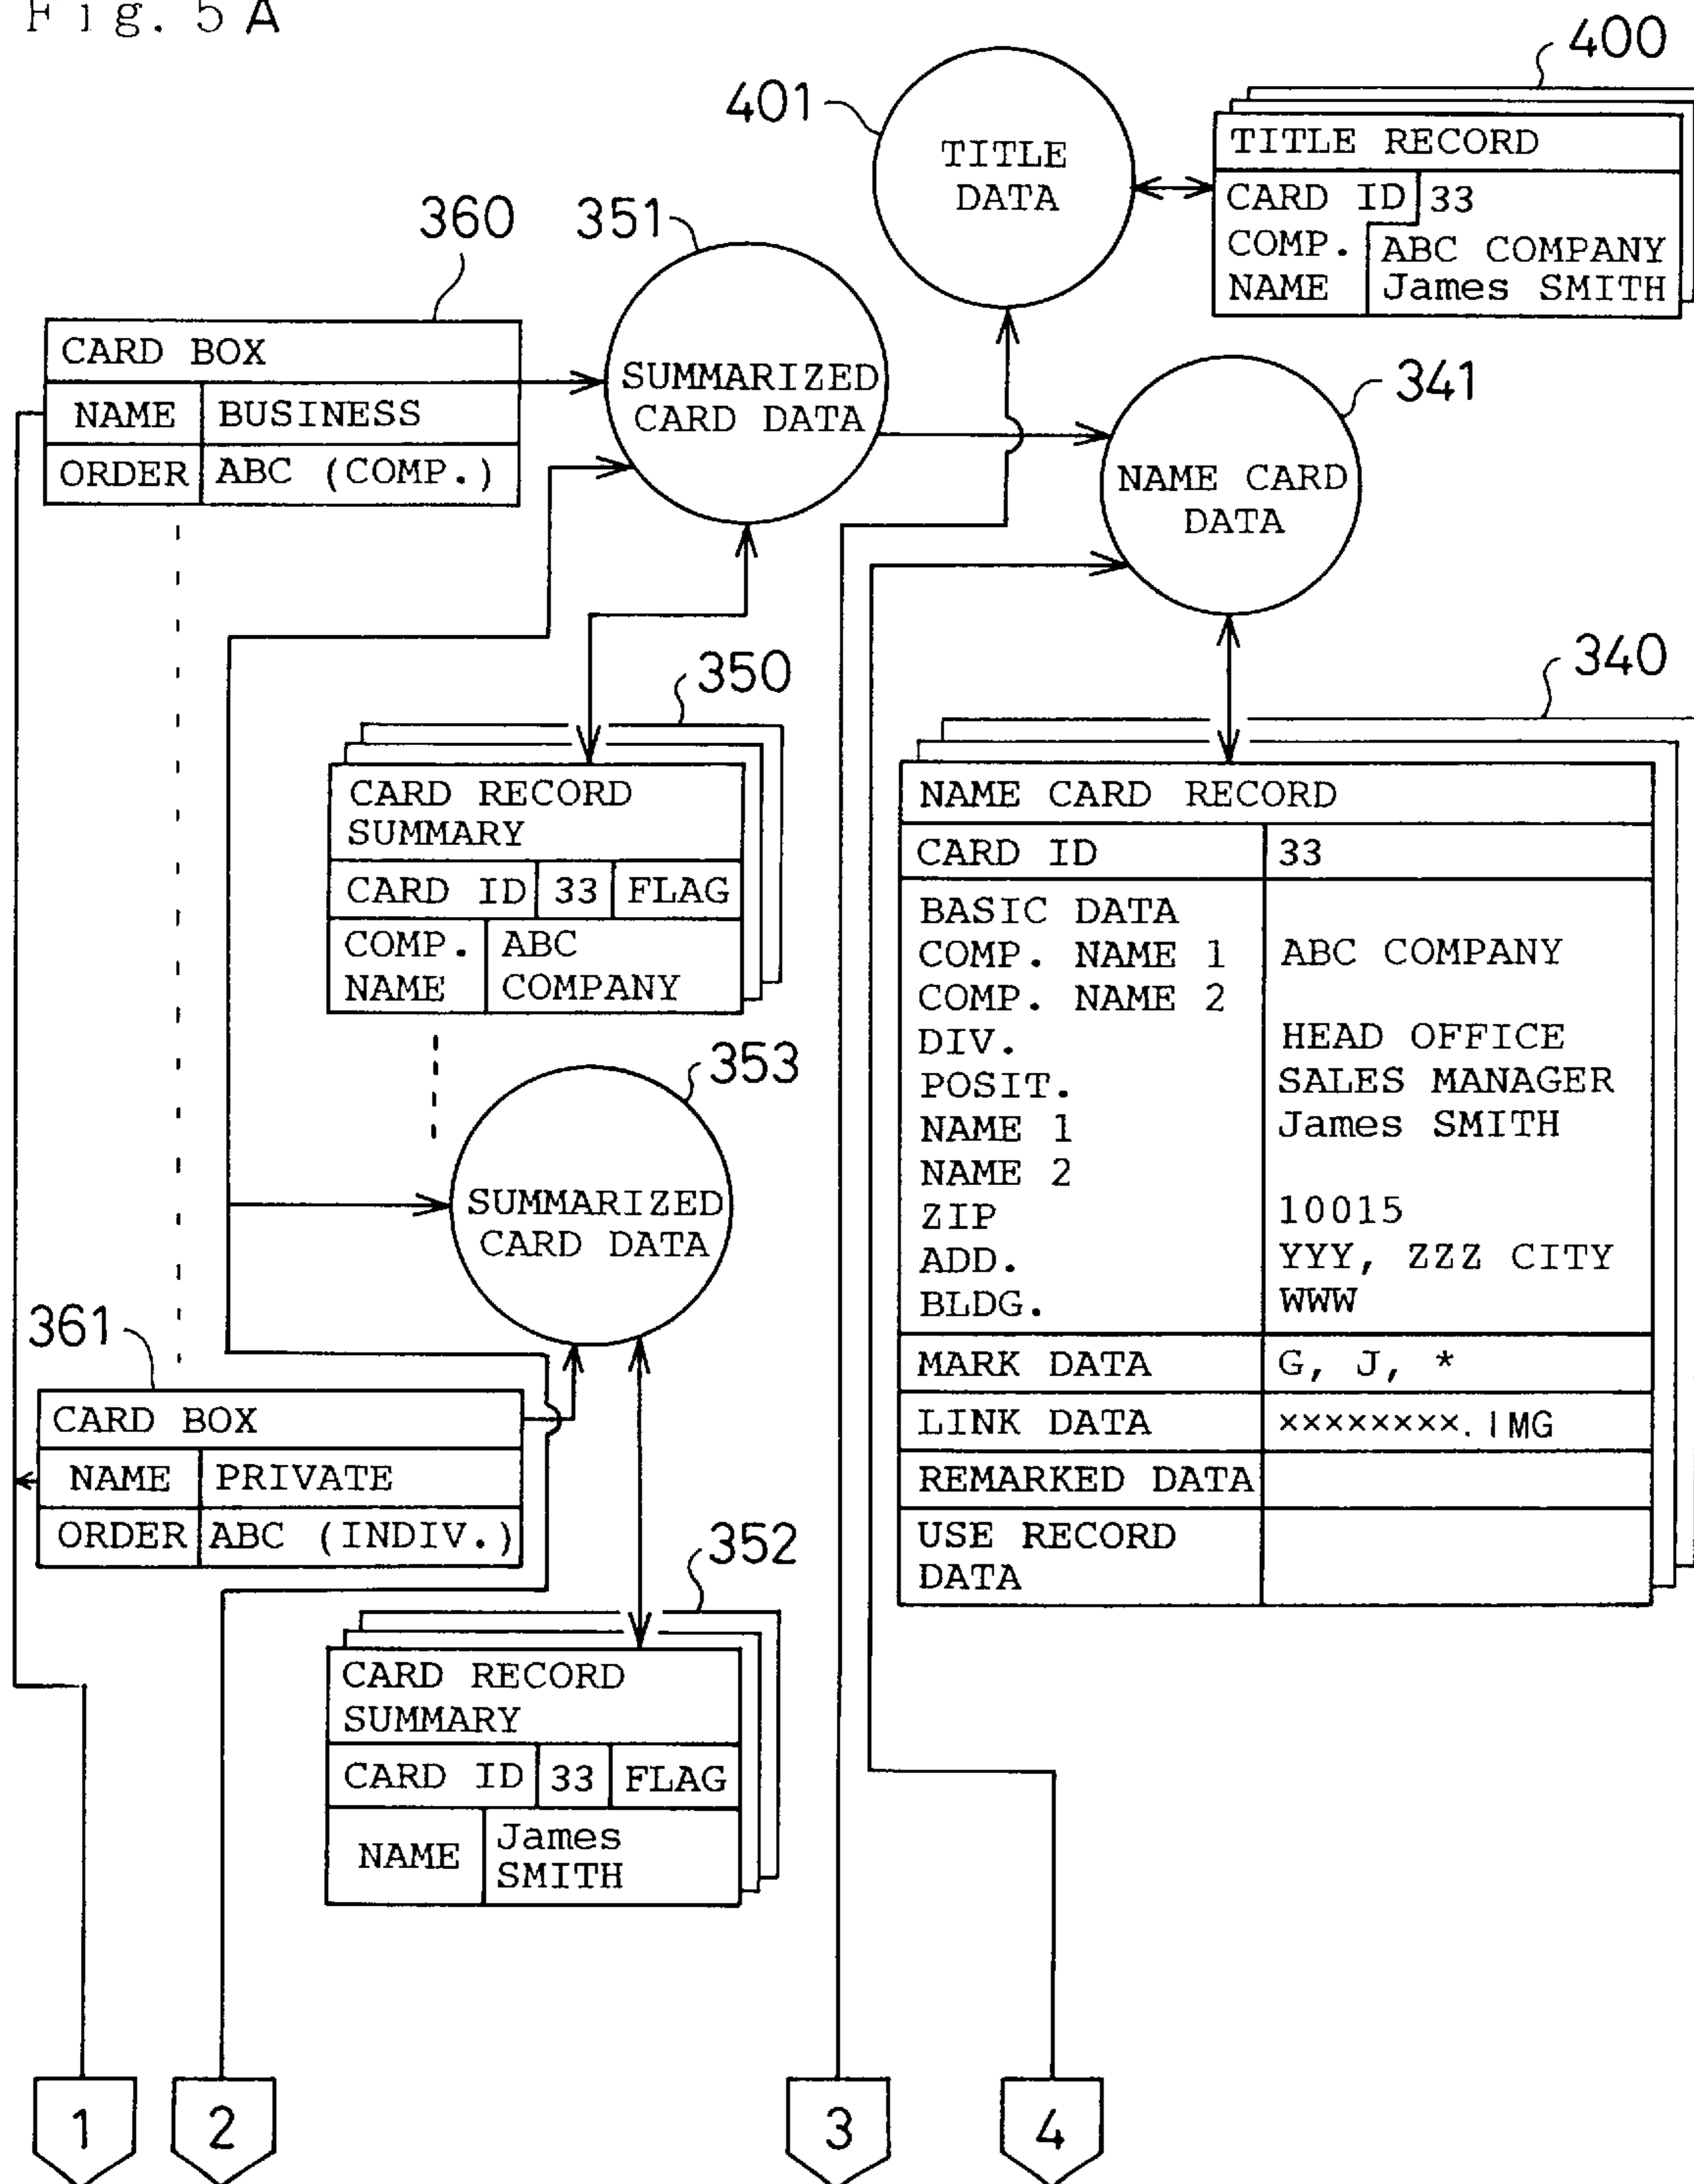 Fig. 5 A
400
401
TITLE
DATA
TITLE RECORD
CARD ID 33
COMP. ABC COMPANY
NAME James SMITH
360
351
CARD BOX
NAME BUSINESS
ORDER ABC (COMP.)
SUMMARIZED
CARD DATA
341
NAME CARD
DATA
350
CARD RECORD
SUMMARY
CARD ID 33 FLAG
COMP. ABC
NAME COMPANY
340
NAME CARD RECORD
CARD ID 33
BASIC DATA
COMP. NAME 1 ABC COMPANY
COMP. NAME 2
DIV. HEAD OFFICE
POSIT. SALES MANAGER
NAME 1 James SMITH
NAME 2
ZIP 10015
ADD. YYY, ZZZ CITY
BLDG. WWW
MARK DATA G, J, *
LINK DATA ××××××××.IMG
REMARKED DATA
USE RECORD
DATA
353
SUMMARIZED
CARD DATA
361
CARD BOX
NAME PRIVATE
ORDER ABC (INDIV.)
352
CARD RECORD
SUMMARY
CARD ID 33 FLAG
NAME James
SMITH
1 2 3 4